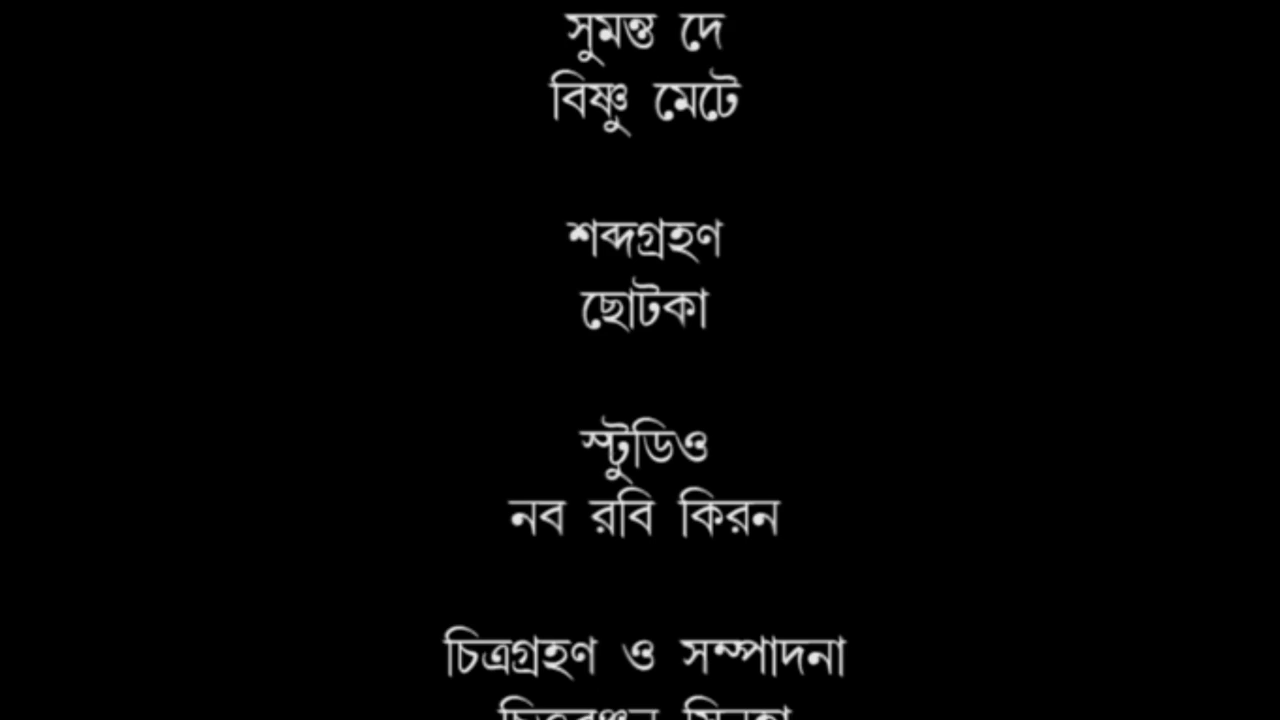 সুমন্ত দে
বিষ্ণু মেটে
শব্দগ্রহণ
ছোটকা
স্টুডিও
নব রবি কিরন
চিত্রগ্রহণ ও সম্পাদনা